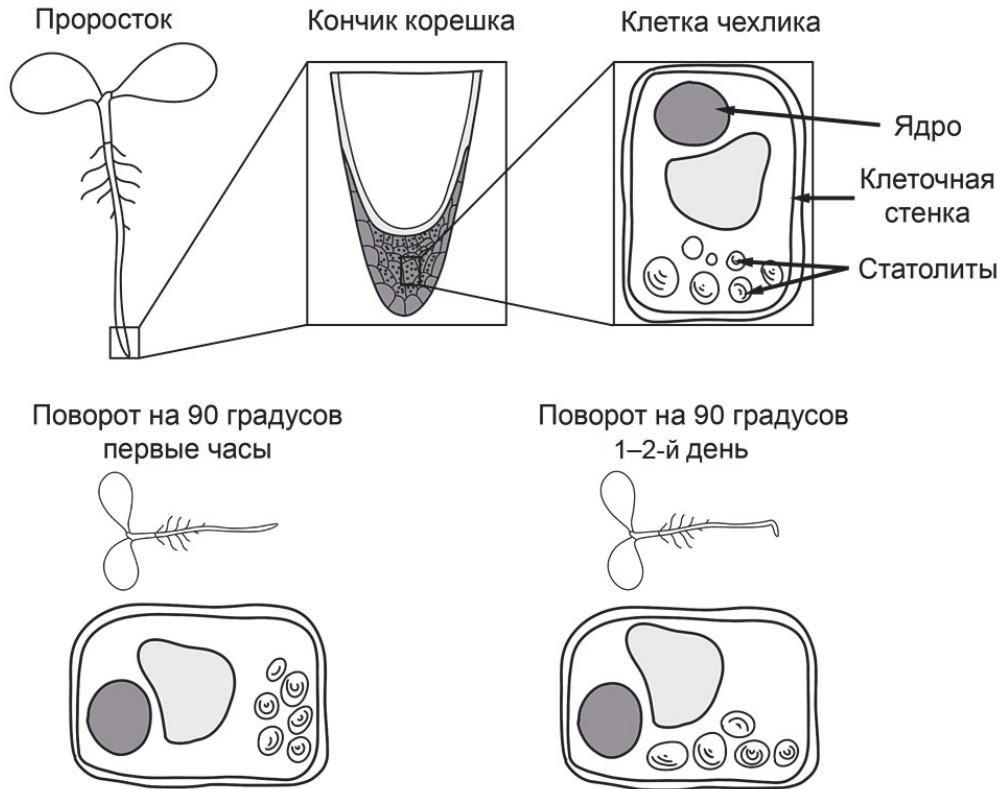 Проросток
Кончик корешка
Клетка чехлика
Ядро
Клеточная
стенка
Статолиты
Поворот на 90 градусов
первые часы
Поворот на 90 градусов
1–2-й день